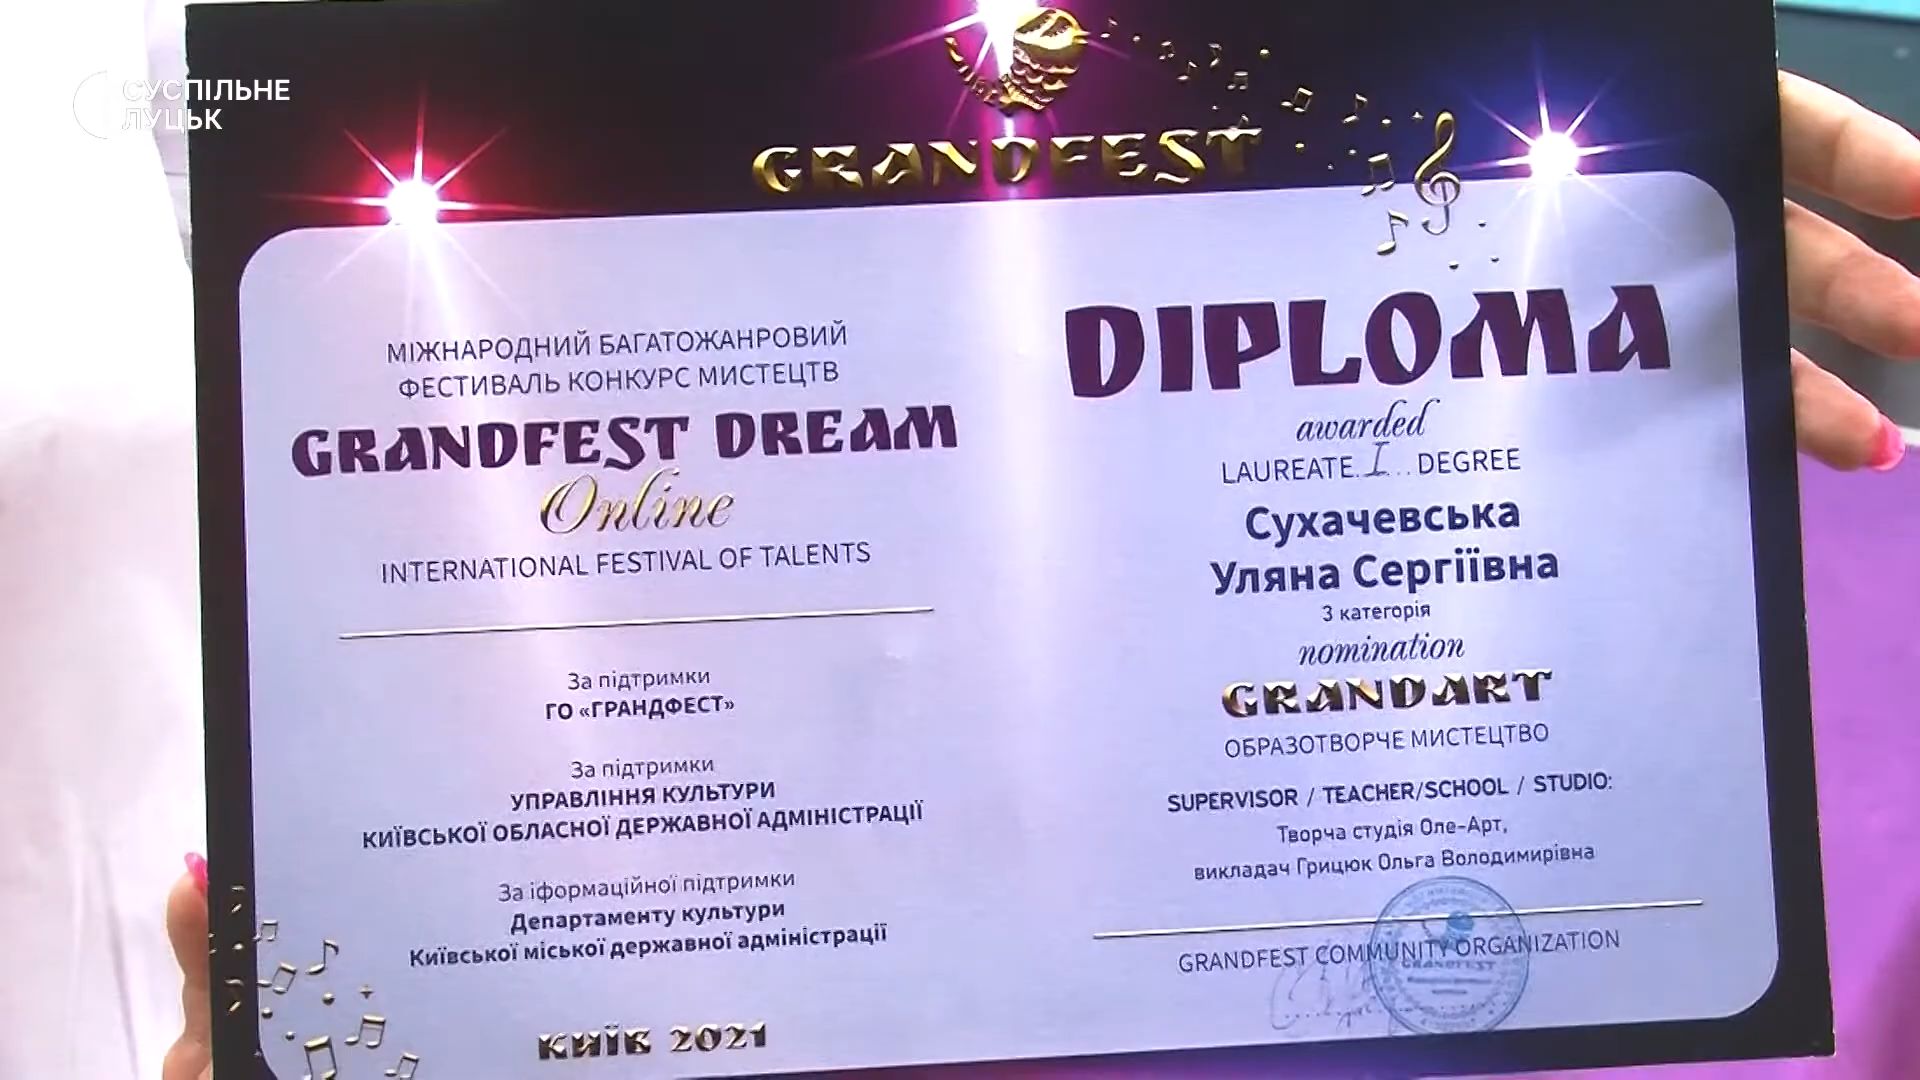 СУСПІЛЬНЕ
ЛУЦЬК
GRANDFEST
МІЖНАРОДНИЙ БАГАТОЖАНРОВИЙ
ФЕСТИВАЛЬ КОНКУРС МИСТЕЦТВ
GRANDFEST DREAM
Online
INTERNATIONAL FESTIVAL OF TALENTS
За підтримки
ГО «ГРАНДФЕСТ»
За підтримки
УПРАВЛІННЯ КУЛЬТУРИ
КИЇВСЬКОЇ ОБЛАСНОЇ ДЕРЖАВНОЇ АДМІНІСТРАЦІЇ
За іформаційної підтримки
Департаменту культури
Київської міської державної адміністрації
КИЇВ 2021
DIPLOMA
awarded
LAUREATE I DEGREE
Сухачевська
Уляна Сергіївна
3 категорія
nomination
GRANDART
ОБРАЗОТВОРЧЕ МИСТЕЦТВО
SUPERVISOR / TEACHER/SCHOOL / STUDIO:
Творча студія Оле-Арт,
викладач Грицюк Ольга Володимирівна
GRANDFEST COMMUNITY ORGANIZATION
GRANDFEST